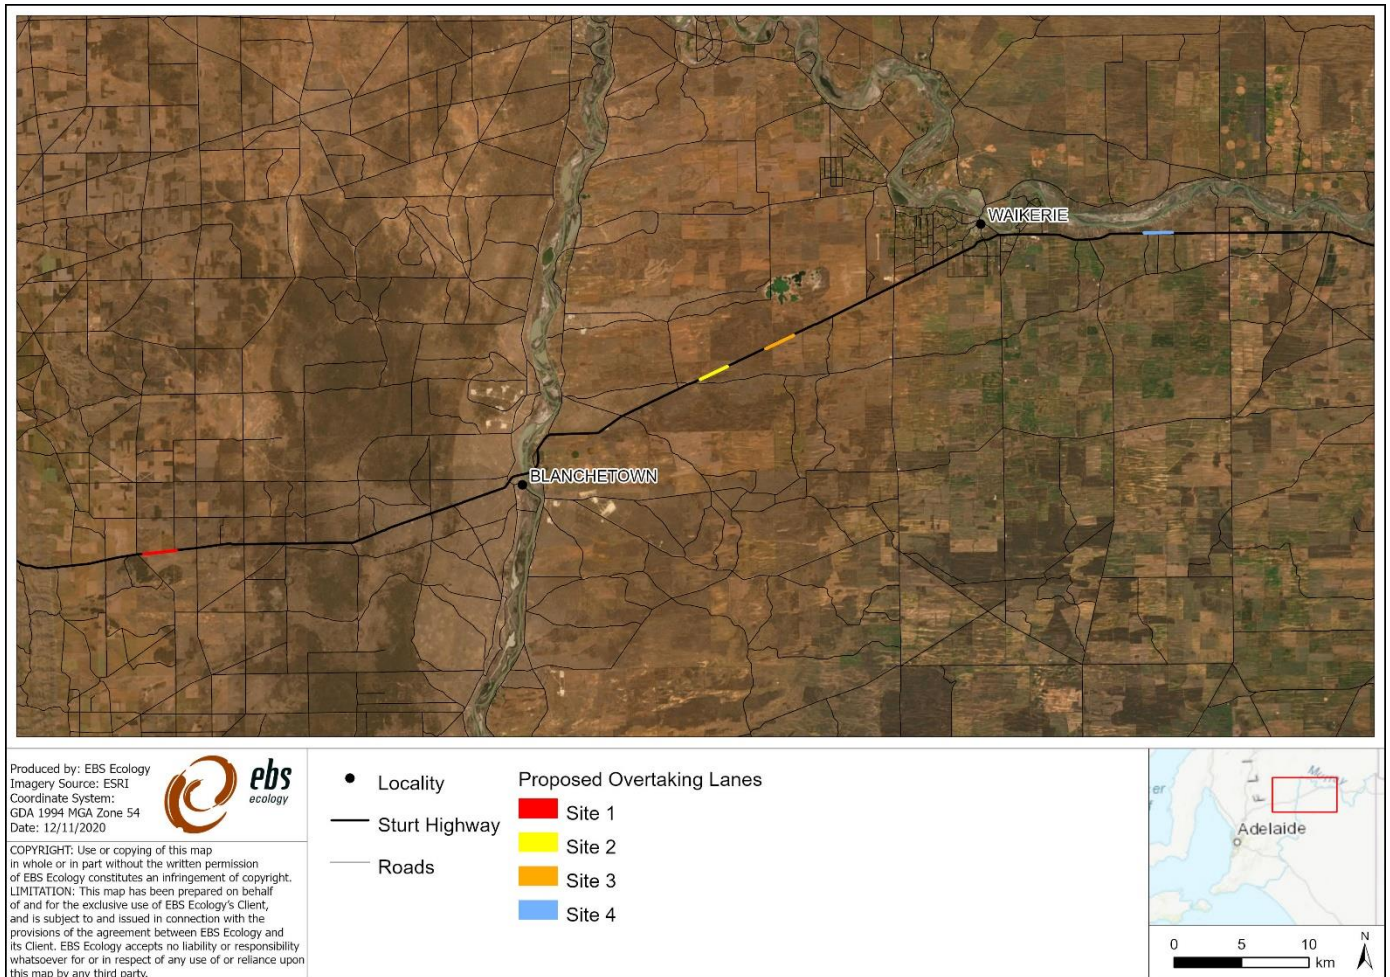 WAIKERIE
BLANCHETOWN
Produced by: EBS Ecology
Imagery Source: ESRI
Coordinate System:
GDA 1994 MGA Zone 54
Date: 12/11/2020
ebs
ecology
COPYRIGHT: Use or copying of this map
in whole or in part without the written permission
of EBS Ecology constitutes an infringement of copyright.
LIMITATION: This map has been prepared on behalf
of and for the exclusive use of EBS Ecology's Client,
and is subject to and issued in connection with the
provisions of the agreement between EBS Ecology and
its Client. EBS Ecology accepts no liability or responsibility
whatsoever for or in respect of any use of or reliance upon
this map by any third party.
Locality
Sturt Highway
Roads
Proposed Overtaking Lanes
Site 1
Site 2
Site 3
Site 4
Adelaide
0 5 10
km
N